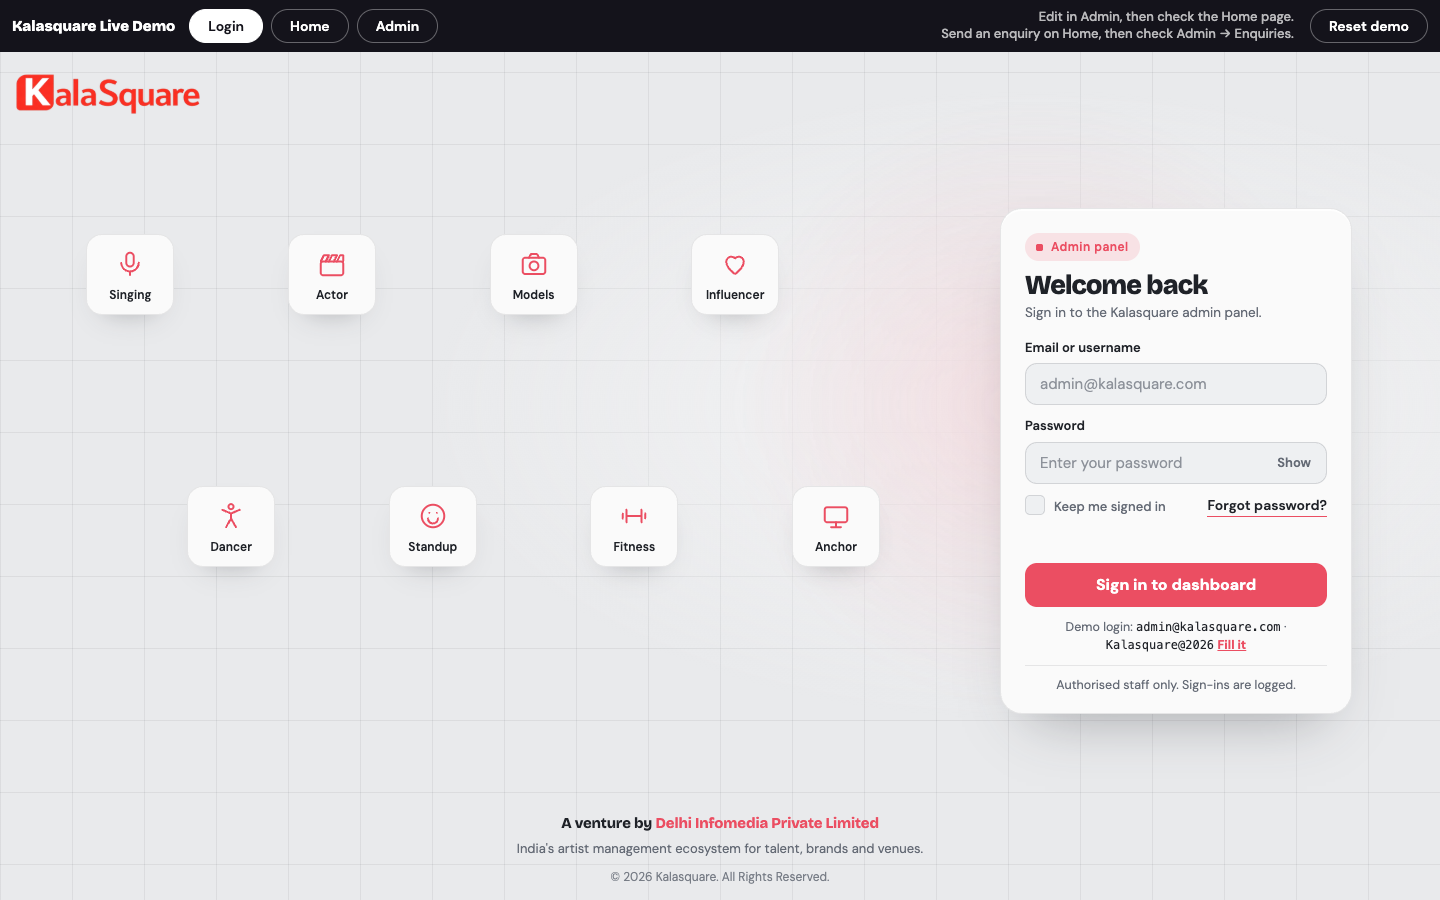 Kalasquare Live Demo
Login
Home
Admin
Edit in Admin, then check the Home page.
Send an enquiry on Home, then check Admin → Enquiries.
Reset demo
KalaSquare
Singing
Actor
Models
Influencer
Dancer
Standup
Fitness
Anchor
Admin panel
Welcome back
Sign in to the Kalasquare admin panel.
Email or username
admin@kalasquare.com
Password
Enter your password
Show
Keep me signed in
Forgot password?
Sign in to dashboard
Demo login: admin@kalasquare.com ·
Kalasquare@2026 Fill it
Authorised staff only. Sign-ins are logged.
A venture by Delhi Infomedia Private Limited
India's artist management ecosystem for talent, brands and venues.
© 2026 Kalasquare. All Rights Reserved.